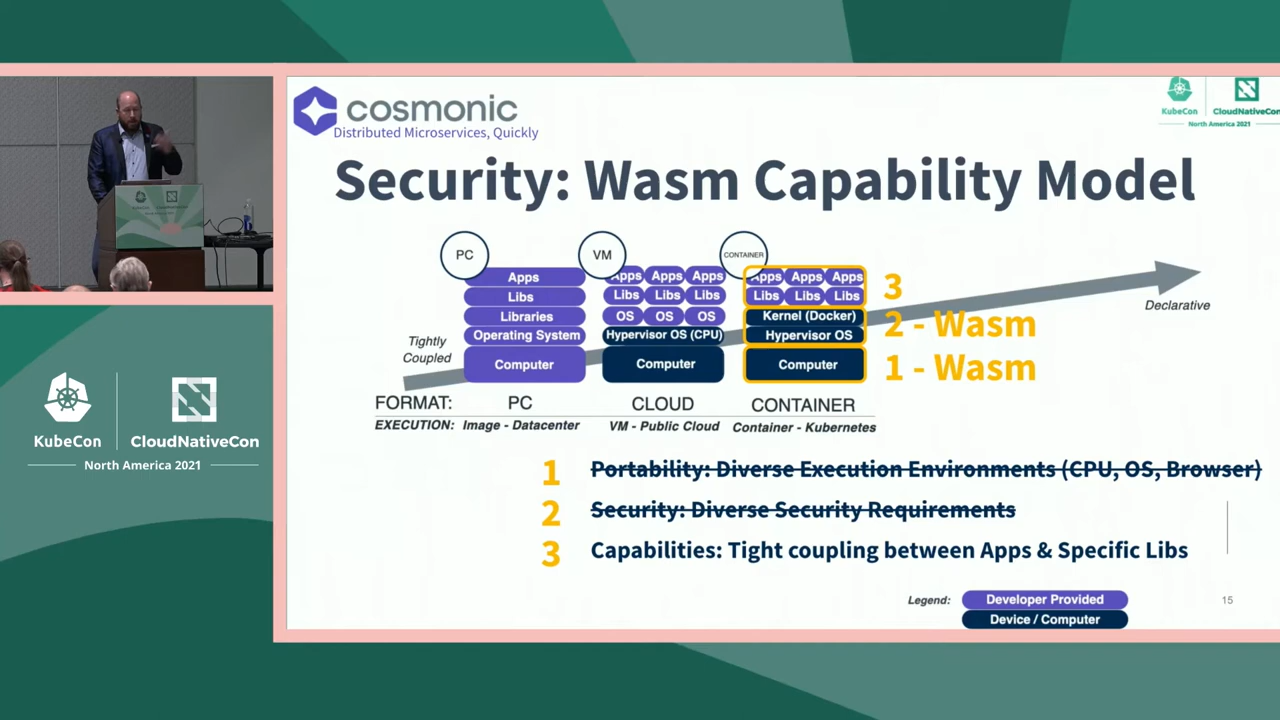 cosmonic
Distributed Microservices, Quickly
KubeCon
CloudNativeCon
North America 2021
Security: Wasm Capability Model
PC
VM
CONTAINER
Apps
Libs
Libraries
Operating System
Computer
Apps Apps Apps
Libs Libs Libs
OS OS OS
Hypervisor OS (CPU)
Computer
Apps Apps Apps
Libs Libs Libs
Kernel (Docker)
Hypervisor OS
Computer
3
2 - Wasm
1 - Wasm
Tightly
Coupled
Declarative
FORMAT: PC CLOUD CONTAINER
EXECUTION: Image - Datacenter VM - Public Cloud Container - Kubernetes
1 Portability: Diverse Execution Environments (CPU, OS, Browser)
2 Security: Diverse Security Requirements
3 Capabilities: Tight coupling between Apps & Specific Libs
Legend: Developer Provided
Device / Computer
15
KubeCon
CloudNativeCon
North America 2021